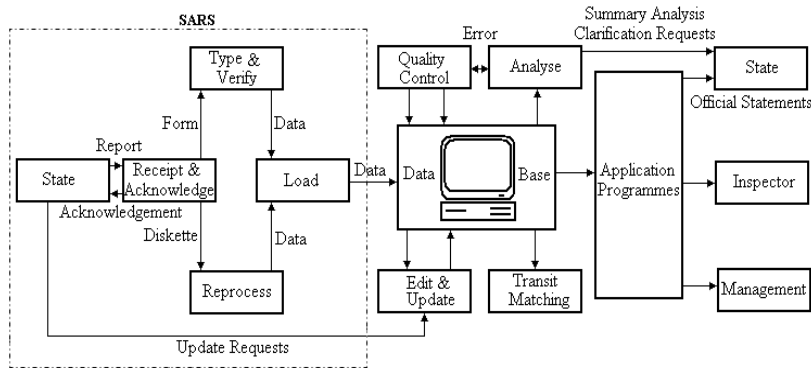 SARS
Summary Analysis
Clarification Requests
Error
Type &
Verify
Quality
Control
Analyse
State
Official Statements
Form
Data
Report
State
Receipt &
Acknowledge
Load
Data
Data
Base
Application
Programmes
Inspector
Acknowledgement
Diskette
Data
Reprocess
Edit &
Update
Transit
Matching
Management
Update Requests